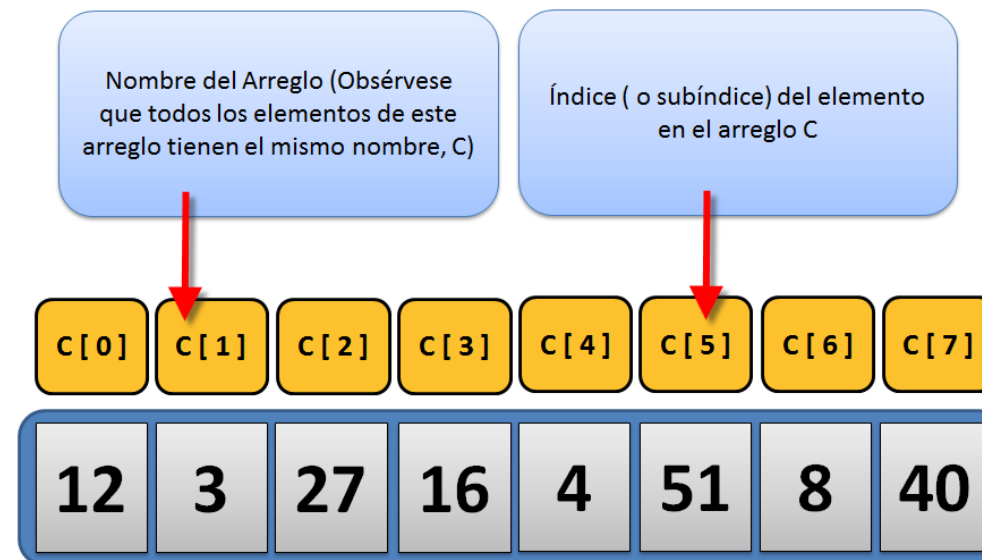 Nombre del Arreglo (Obsérvese
que todos los elementos de este
arreglo tienen el mismo nombre, C)
Índice ( o subíndice) del elemento
en el arreglo C
C [ 0 ] C [ 1 ] C [ 2 ] C [ 3 ] C [ 4 ] C [ 5 ] C [ 6 ] C [ 7 ]
12 3 27 16 4 51 8 40